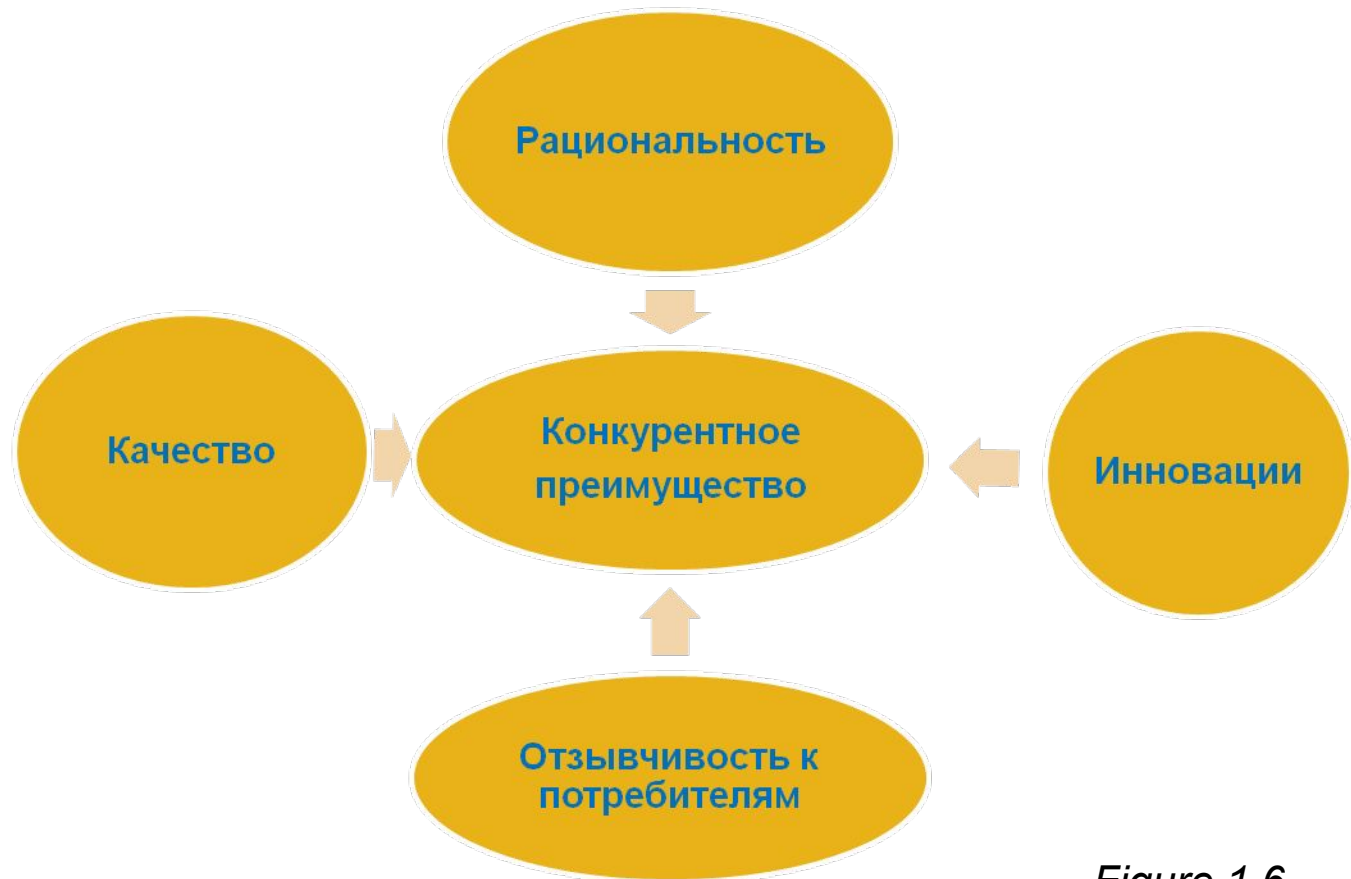 Рациональность
Качество
Конкурентное
преимущество
Инновации
Отзывчивость к
потребителям
Figure 1.6